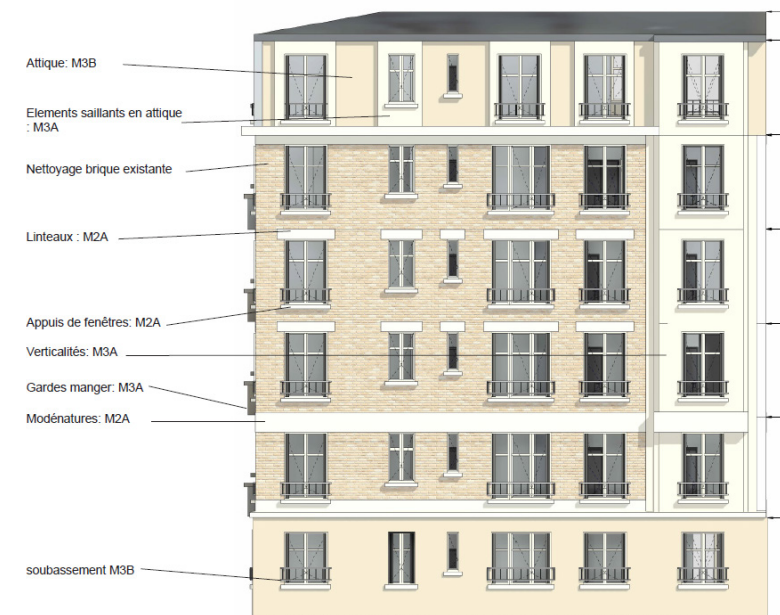 Attique: M3B
Elements saillants en attique
: M3A
Nettoyage brique existante
Linteaux : M2A
Appuis de fenêtres: M2A
Verticalités: M3A
Gardes manger: M3A
Modénatures: M2A
soubassement M3B